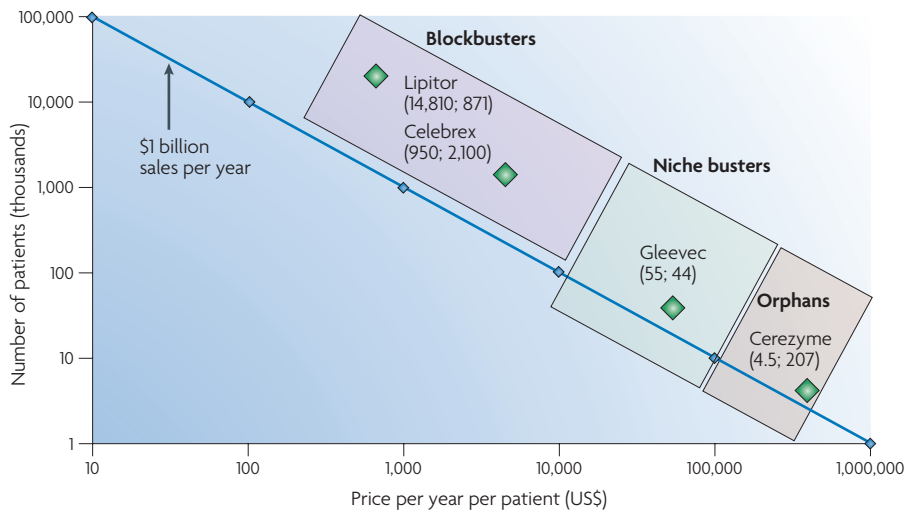 100,000
10,000
1,000
100
10
1
Number of patients (thousands)
$1 billion
sales per year
Blockbusters
Lipitor
(14,810; 871)
Celebrex
(950; 2,100)
Niche busters
Gleevec
(55; 44)
Orphans
Cerezyme
(4.5; 207)
10
100
1,000
10,000
100,000
1,000,000
Price per year per patient (US$)